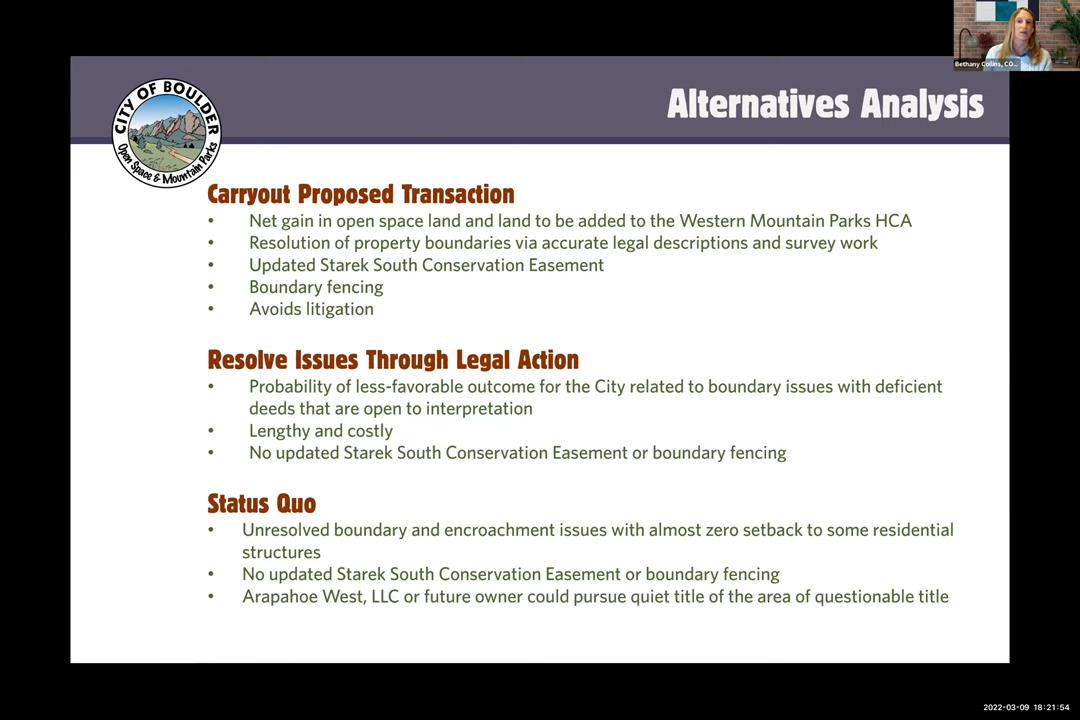 Bethany Collins, CO...
CITY OF BOULDER
Open Space & Mountain Parks
Alternatives Analysis
Carryout Proposed Transaction
• Net gain in open space land and land to be added to the Western Mountain Parks HCA
• Resolution of property boundaries via accurate legal descriptions and survey work
• Updated Starek South Conservation Easement
• Boundary fencing
• Avoids litigation
Resolve Issues Through Legal Action
• Probability of less-favorable outcome for the City related to boundary issues with deficient
deeds that are open to interpretation
• Lengthy and costly
• No updated Starek South Conservation Easement or boundary fencing
Status Quo
• Unresolved boundary and encroachment issues with almost zero setback to some residential
structures
• No updated Starek South Conservation Easement or boundary fencing
• Arapahoe West, LLC or future owner could pursue quiet title of the area of questionable title
2022-03-09 18:21:54